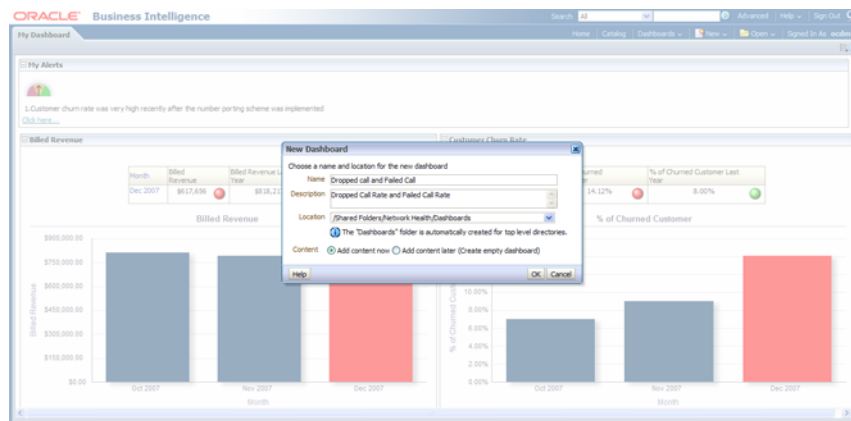 ORACLE Business Intelligence
Search All Advanced Help Sign Out
My Dashboard
Home Catalog Dashboards New Open Signed In As
My Alerts
1.Customer churn rate was very high recently after the number porting scheme was implemented
Click here...
Billed Revenue
Customer Churn Rate
Month Billed Revenue Billed Revenue Year
Dec 2007 $617,656
% of Churned Customer Last Year
14.12% 8.00%
New Dashboard
Choose a name and location for the new dashboard
Name Dropped call and Failed Call
Description Dropped Call Rate and Failed Call Rate
Location /Shared Folders/Network Health/Dashboards
The "Dashboards" folder is automatically created for top level directories.
Content Add content now Add content later (Create empty dashboard)
Help OK Cancel
Billed Revenue
$900,000.00
$750,000.00
$600,000.00
$450,000.00
$300,000.00
$150,000.00
$0.00
Billed Revenue
Oct 2007 Nov 2007 Dec 2007
Month
% of Churned Customer
10.00%
8.00%
6.00%
4.00%
2.00%
0.00%
% of Churned
Oct 2007 Nov 2007 Dec 2007
Month